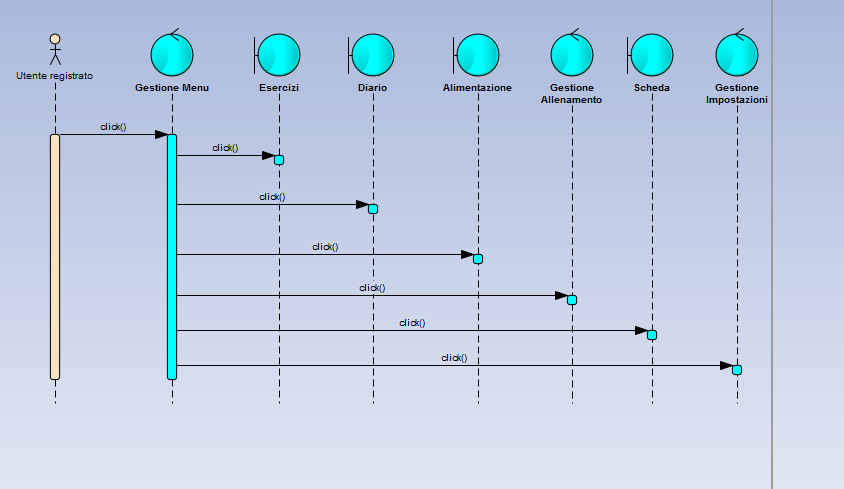 Utente registrato
Gestione Menu
Esercizi
Diario
Alimentazione
Gestione
Allenamento
Scheda
Gestione
Impostazioni
click()
click()
click()
click()
click()
click()
click()